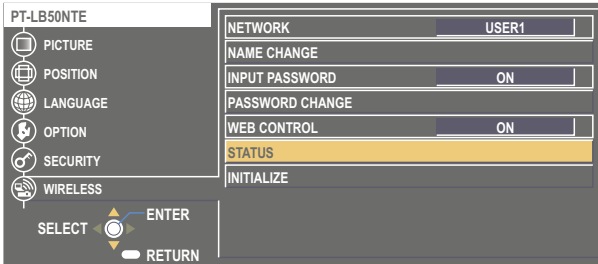 PT-LB50NTE
PICTURE
POSITION
LANGUAGE
OPTION
SECURITY
WIRELESS
SELECT
ENTER
RETURN
NETWORK USER1
NAME CHANGE
INPUT PASSWORD ON
PASSWORD CHANGE
WEB CONTROL ON
STATUS
INITIALIZE